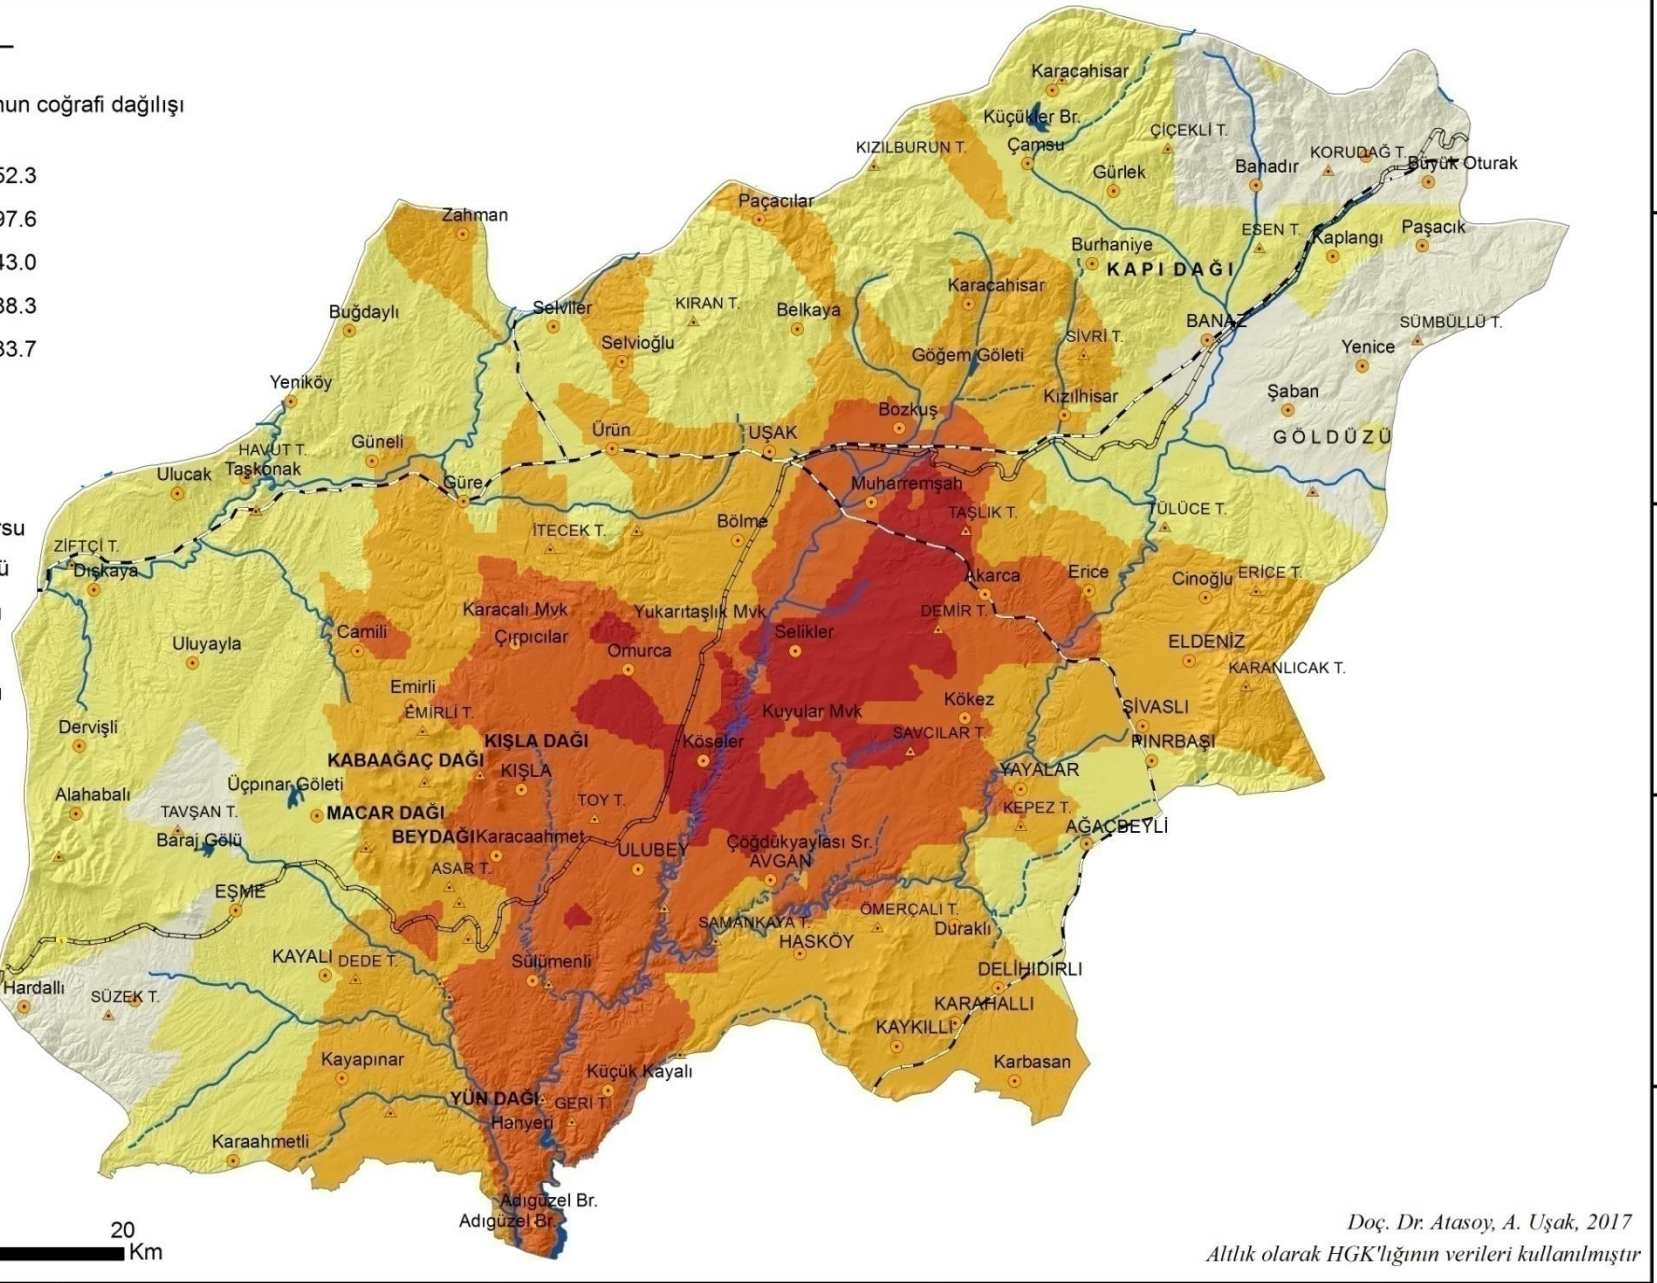 nun coğrafi dağılışı
52.3
97.6
43.0
38.3
33.7
rsu
ü
20
Km
Karacahisar
Küçükler Br.
Çamsu
ÇİÇEKLİ T.
KIZILBURUN T.
Gürlek
Banadır
KORUDAĞ T.
Büyük Oturak
Zahman
Paçacılar
Burhaniye
ESEN T.
Kaplangı
Paşacık
KAPI DAĞI
Karacahisar
Buğdaylı
Selviler
KIRAN T.
Belkaya
BANAZ
SÜMBÜLLÜ T.
Selvioğlu
Göğem Göleti
SİVRİ T.
Yenice
Yeniköy
Bozkuş
Kızılhisar
Şaban
GÖLDÜZÜ
HAVUT T.
Güneli
Ürün
UŞAK
Ulucak
Taşkonak
Güre
Muharremşah
İTECEK T.
Bölme
TAŞLIK T.
TÜLÜCE T.
ZİFTÇİ T.
Dışkaya
Akarca
Erice
Cinoğlu
ERİCE T.
Karacalı Mvk
Yukarıtaşlık Mvk
DEMİR T.
Camili
Çırpıcılar
Selikler
Uluyayla
Omurca
ELDENİZ
KARANLICAK T.
Emirli
EMİRLİ T.
Kuyular Mvk
Kökez
SİVASLI
Dervişli
KIŞLA DAĞI
Köseler
SAVCILAR T.
PINRBAŞI
KABAAĞAÇ DAĞI
KIŞLA
YAYALAR
Alahabalı
Üçpınar Göleti
TOY T.
KEPEZ T.
TAVŞAN T.
MACAR DAĞI
AĞAÇBEYLİ
Baraj Gölü
BEYDAĞI
Karacaahmet
ULUBEY
Çöğdükyaylası Sr.
AVGAN
ASAR T.
EŞME
SAMANKAYA T.
ÖMERÇALİ T.
HASKÖY
Duraklı
KAYALI
DEDE T.
Sülümenli
DELİHIDIRLI
Hardallı
SÜZEK T.
KARAHALLI
KAYKILLI
Kayapınar
Küçük Kayalı
Karbasan
YÜN DAĞI
GERİ T.
Hanyeri
Karaahmetli
Adıgüzel Br.
Adıgüzel Br.
Doç. Dr. Atasoy, A. Uşak, 2017
Altlık olarak HGK'lığının verileri kullanılmıştır